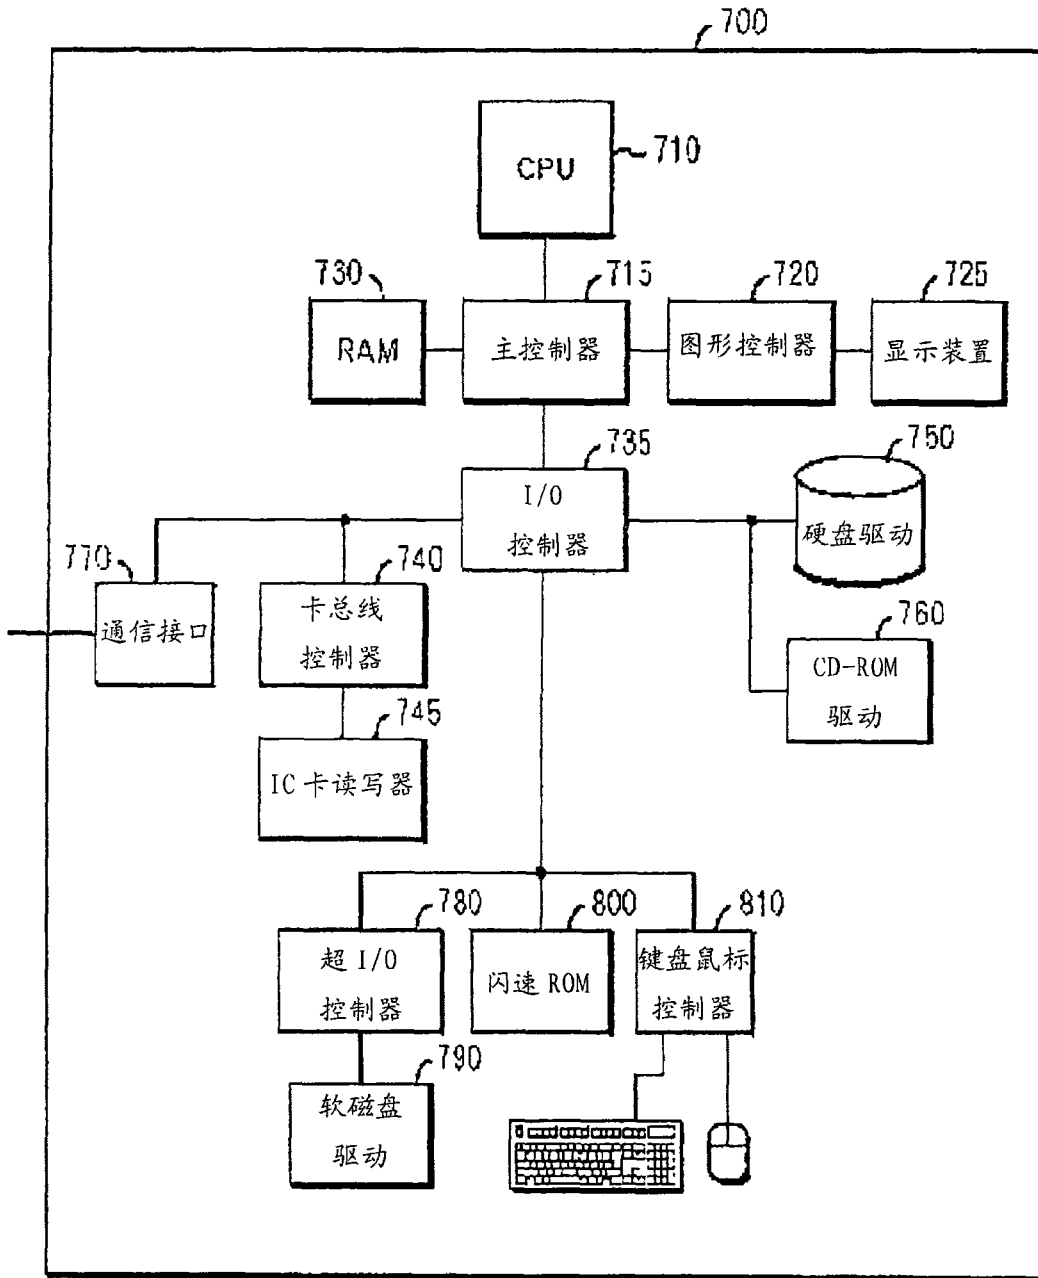 700
CPU
710
730
715
720
725
RAM
主控制器
图形控制器
显示装置
735
750
I/O
控制器
硬盘驱动
770
740
760
通信接口
卡总线
控制器
CD-ROM
驱动
745
IC 卡读写器
780
800
810
超 I/O
控制器
闪速 ROM
键盘鼠标
控制器
790
软磁盘
驱动